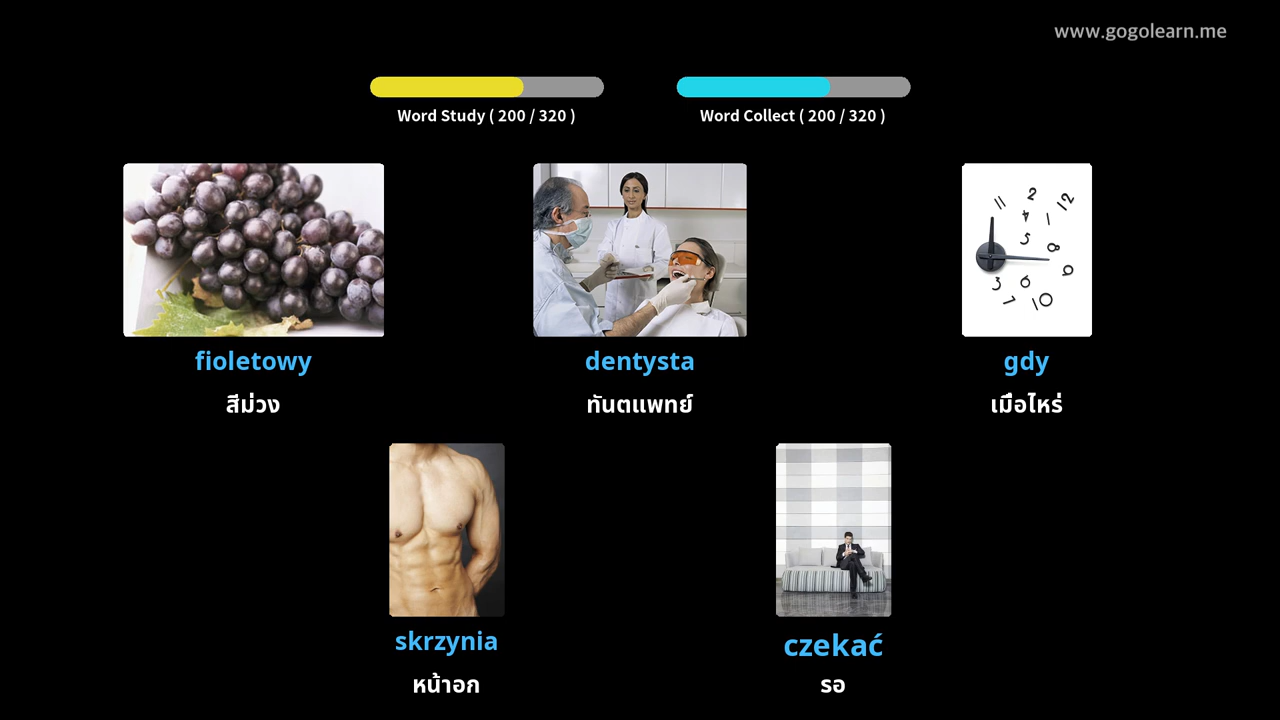 www.gogolearn.me
Word Study ( 200 / 320 )
Word Collect ( 200 / 320 )
fioletowy
สีม่วง
dentysta
ทันตแพทย์
gdy
เมื่อไหร่
skrzynia
หน้าอก
czekać
รอ